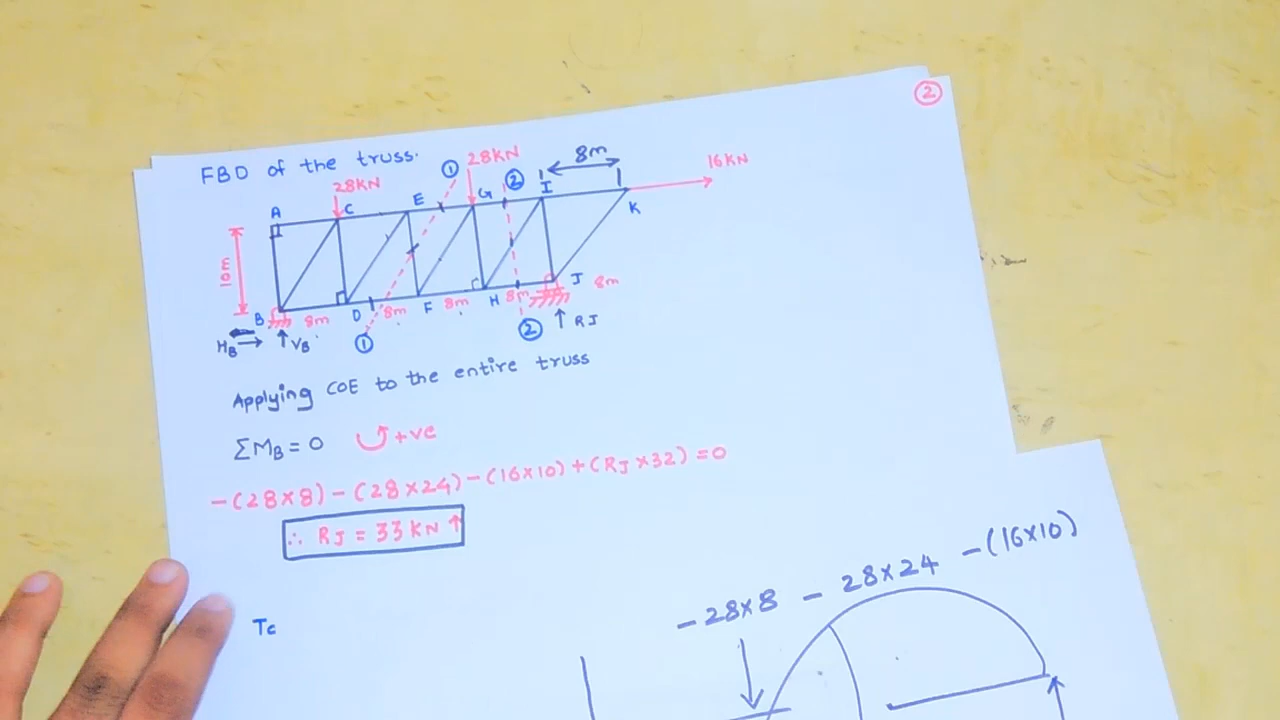 2
FBD of the truss.
1 28KN 2 8m 16KN
28KN
A C E G I K
10
B 8m D 8m F 8m H 8m J 8m
HB VB 1 2 RJ
Applying COE to the entire truss
ΣMB = 0 +ve
-(28×8) - (28×24) - (16×10) + (RJ×32) = 0
∴ RJ = 33 KN ↑
-28×8 - 28×24 -(16×10)
Tc